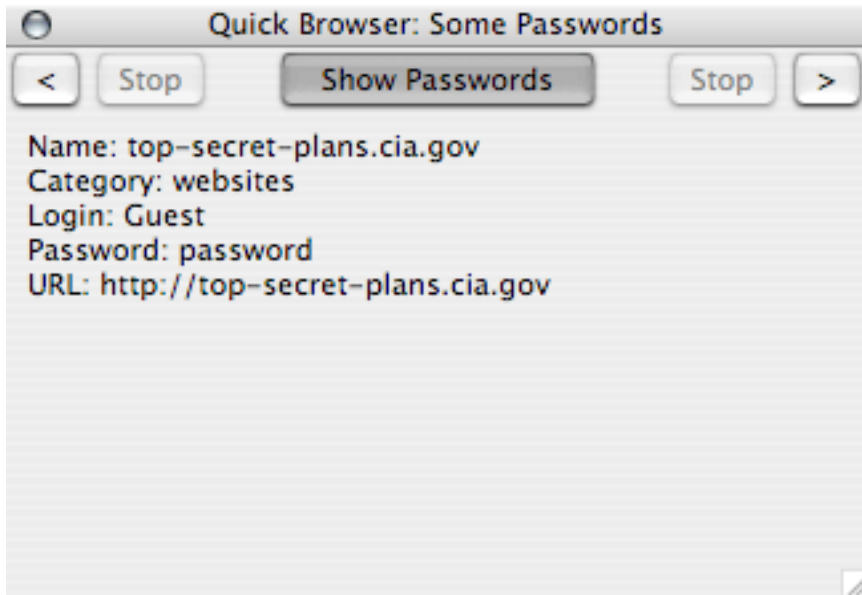 Quick Browser: Some Passwords
< Stop Show Passwords Stop >
Name: top-secret-plans.cia.gov
Category: websites
Login: Guest
Password: password
URL: http://top-secret-plans.cia.gov